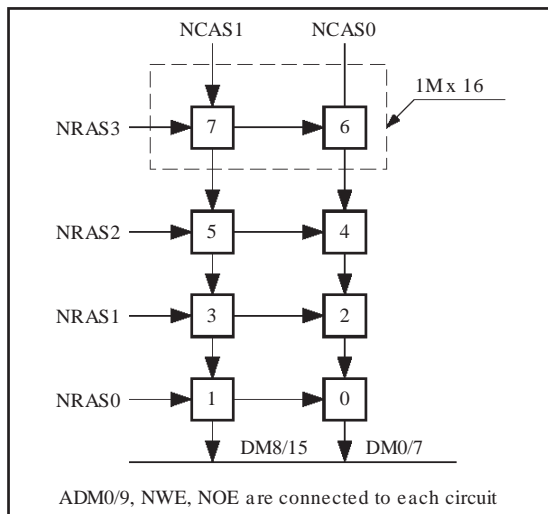 NCAS1 NCAS0
1M x 16
NRAS3 7 6
NRAS2 5 4
NRAS1 3 2
NRAS0 1 0
DM8/15 DM0/7
ADM0/9, NWE, NOE are connected to each circuit